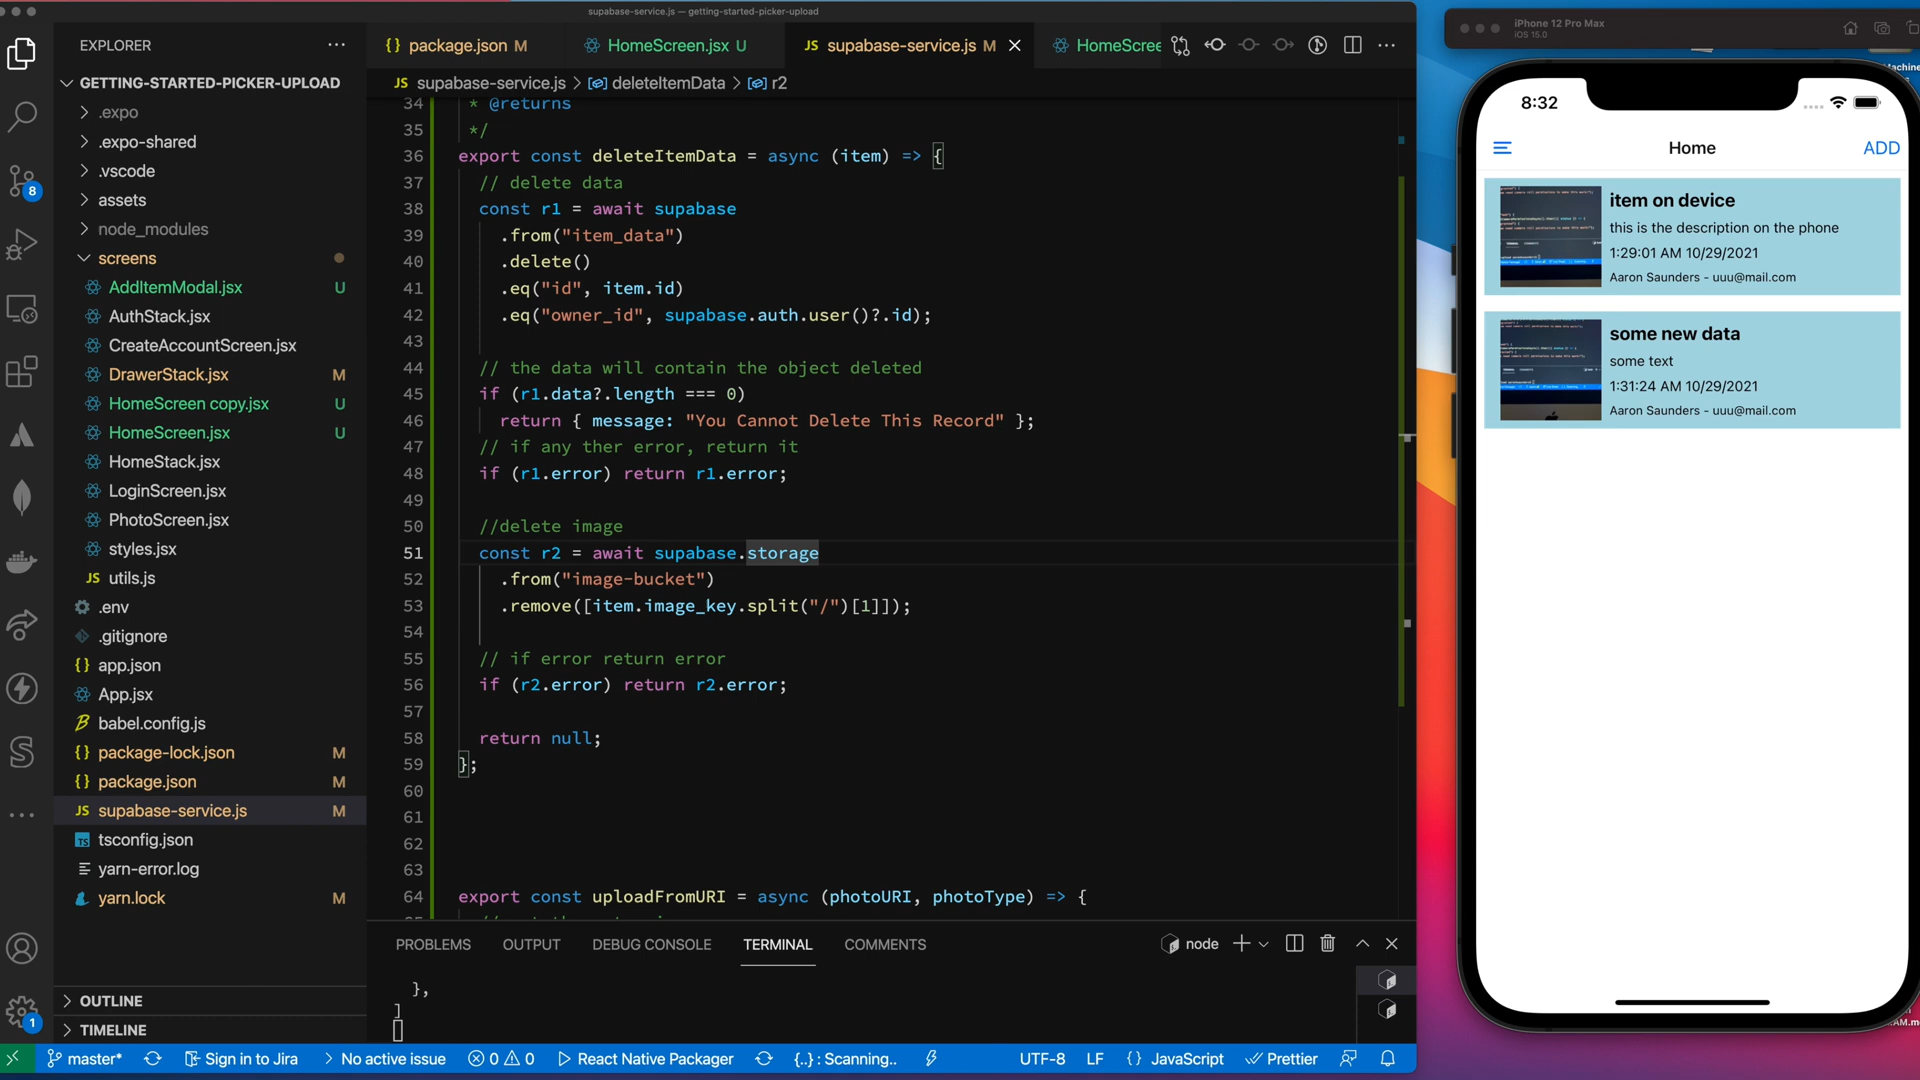 supabase-service.js — getting-started-picker-upload
EXPLORER
GETTING-STARTED-PICKER-UPLOAD
.expo
.expo-shared
.vscode
assets
node_modules
screens
AddItemModal.jsx U
AuthStack.jsx
CreateAccountScreen.jsx
DrawerStack.jsx M
HomeScreen copy.jsx U
HomeScreen.jsx U
HomeStack.jsx
LoginScreen.jsx
PhotoScreen.jsx
styles.jsx
JS utils.js
.env
.gitignore
{} app.json
App.jsx
babel.config.js
{} package-lock.json M
{} package.json M
JS supabase-service.js M
TS tsconfig.json
yarn-error.log
yarn.lock M
OUTLINE
TIMELINE
8
1
{} package.json M
HomeScreen.jsx U
JS supabase-service.js M
HomeScree
JS supabase-service.js > deleteItemData > r2
34 * @returns
35 */
36 export const deleteItemData = async (item) => {
37 // delete data
38 const r1 = await supabase
39 .from("item_data")
40 .delete()
41 .eq("id", item.id)
42 .eq("owner_id", supabase.auth.user()?.id);
43
44 // the data will contain the object deleted
45 if (r1.data?.length === 0)
46 return { message: "You Cannot Delete This Record" };
47 // if any ther error, return it
48 if (r1.error) return r1.error;
49
50 //delete image
51 const r2 = await supabase.storage
52 .from("image-bucket")
53 .remove([item.image_key.split("/")[1]]);
54
55 // if error return error
56 if (r2.error) return r2.error;
57
58 return null;
59 };
60
61
62
63
64 export const uploadFromURI = async (photoURI, photoType) => {
PROBLEMS OUTPUT DEBUG CONSOLE TERMINAL COMMENTS
node
},
]
master* Sign in to Jira No active issue 0 0 React Native Packager {..} : Scanning.. UTF-8 LF {} JavaScript Prettier
iPhone 12 Pro Max
iOS 15.0
8:32
Home
ADD
item on device
this is the description on the phone
1:29:01 AM 10/29/2021
Aaron Saunders - uuu@mail.com
some new data
some text
1:31:24 AM 10/29/2021
Aaron Saunders - uuu@mail.com